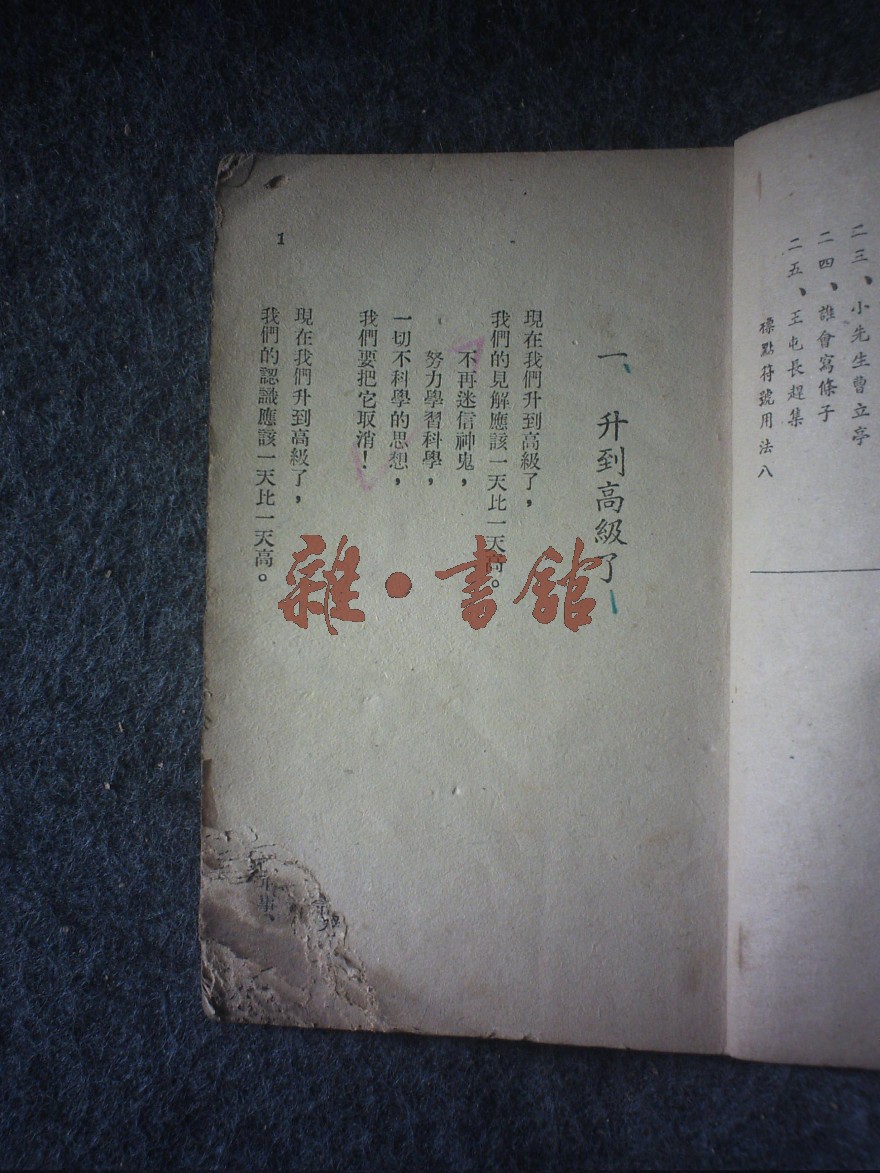 二三、小先生曹立亭
二四、誰會寫條子
二五、王屯長趕集
標點符號用法八
一、升到高級了
現在我們升到高級了，
我們的見解應該一天比一天高。
不再迷信神鬼，
努力學習科學，
一切不科學的思想，
我們要把它取消！
現在我們升到高級了，
我們的認識應該一天比一天高。
1
雜·書館